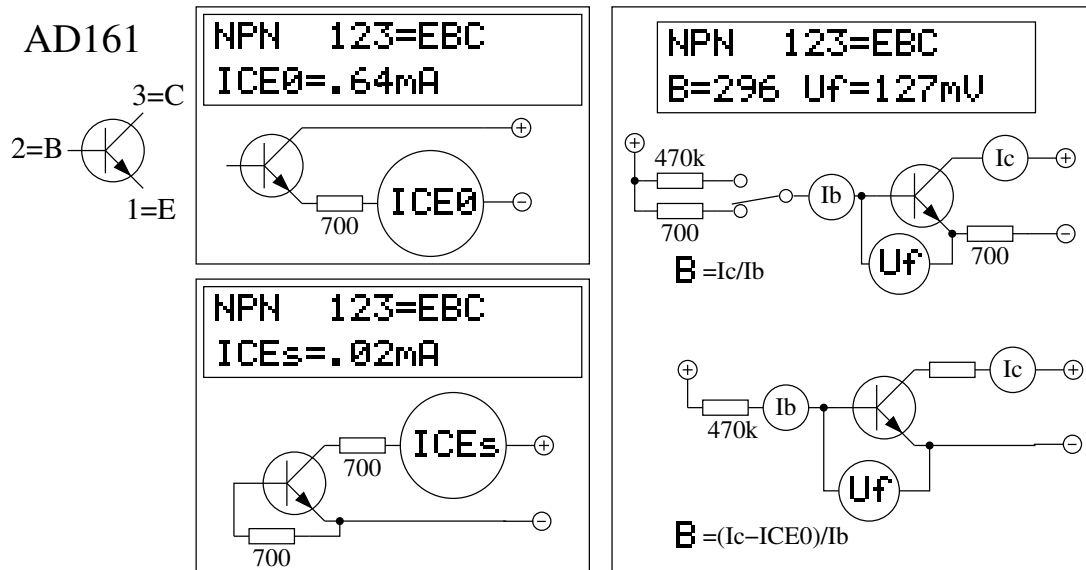 AD161
3=C
2=B
1=E
NPN 123=EBC
ICE0=.64mA
+
ICE0
−
700
NPN 123=EBC
ICEs=.02mA
ICEs
+
700
−
700
NPN 123=EBC
B=296 Uf=127mV
+
470k
700
Ib
Ic
+
−
Uf
700
B =Ic/Ib
+
470k
Ib
Ic
+
−
Uf
B =(Ic−ICE0)/Ib